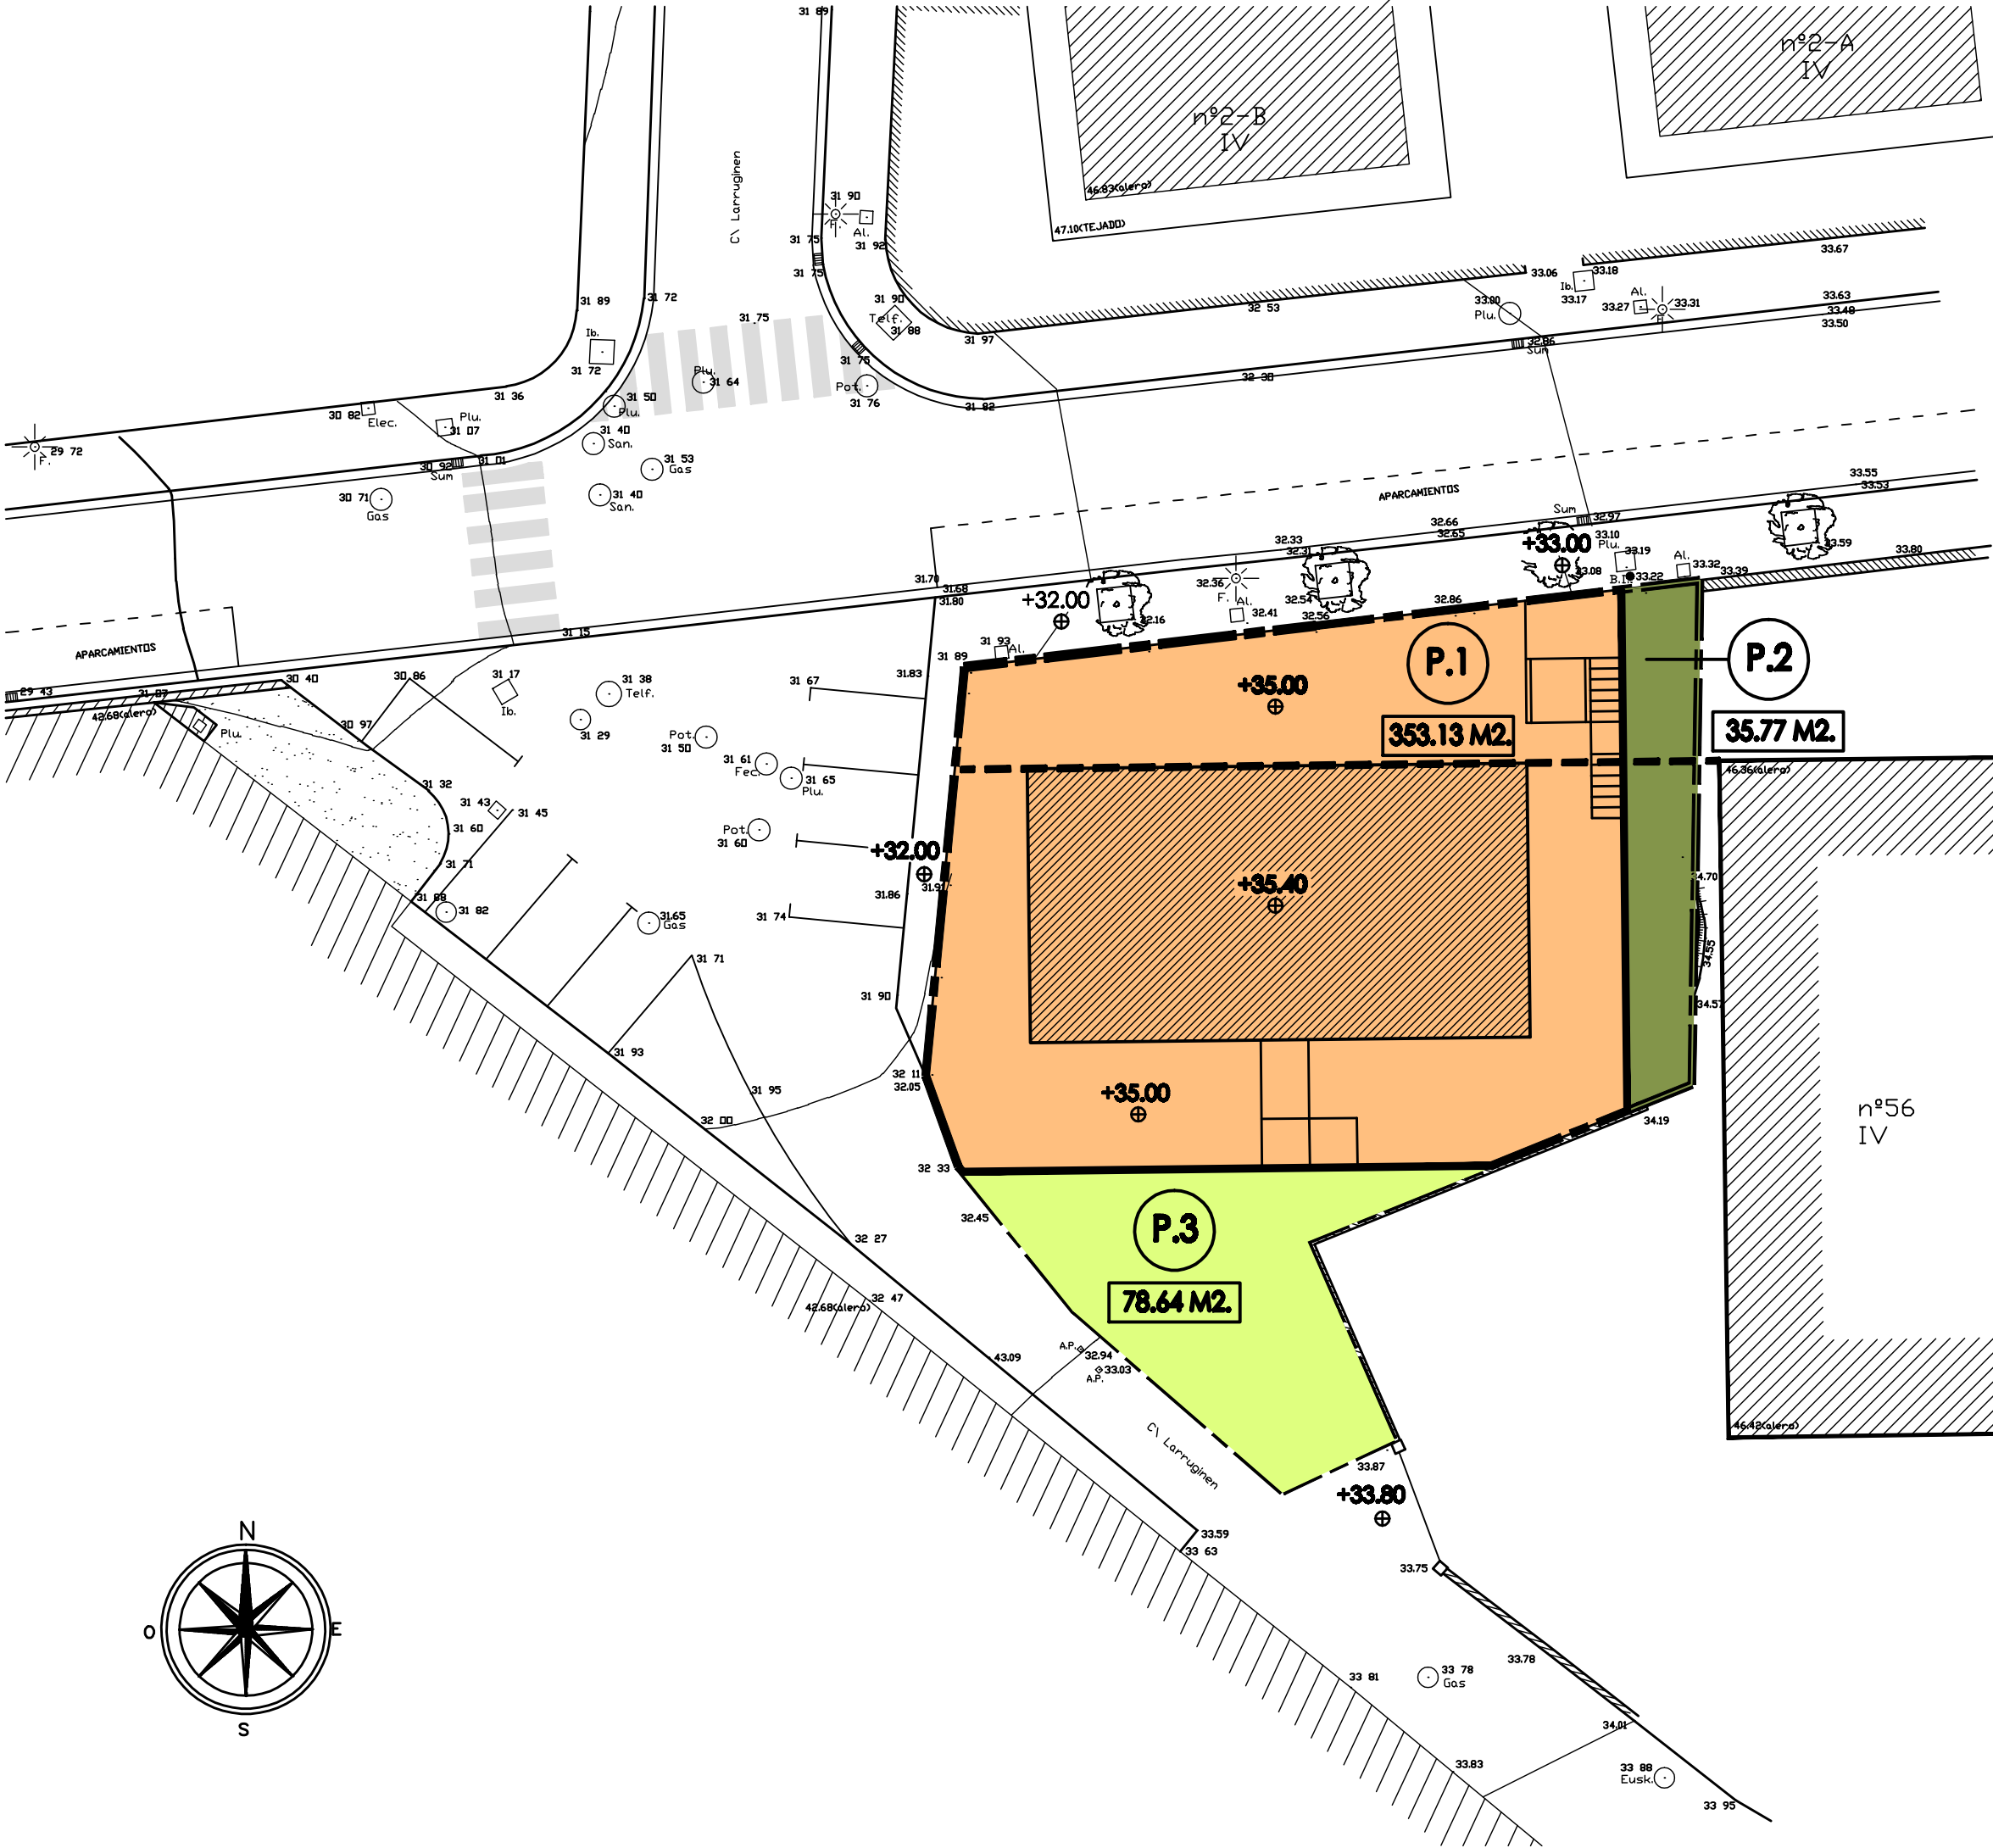 31 89
nº2-A
IV
nº2-B
IV
C\ Larruginen
46.83(alero)
31 90
F.
Al.
47.10(TEJADO)
31 75
31 92
33.67
31 75
33.06
33.18
Ib.
33.17
31 89
31 72
31 90
Telf.
31 88
33.00
Plu.
Al.
33.27
33.31
F.
33.63
33.48
33.50
32 53
31.75
Ib.
31 72
31 97
32.86
Sum
31 75
Plu.
31 64
Pot.
31 76
32 30
31 82
31 36
31 50
Plu.
30 82
Elec.
Plu.
31 07
31 40
San.
29 72
F.
30 92
Sum
31 01
31 53
Gas
30 71
Gas
31 40
San.
APARCAMIENTOS
33.55
33.53
Sum
32.97
32.66
32.65
33.10
Plu.
+33.00
32.33
32.31
33.19
33.59
33.80
31.70
31.68
31.80
32.36
F.
Al.
32.41
33.08
B.I.
33.22
Al.
33.32
33.39
+32.00
32.16
32.54
32.56
32.86
31 15
APARCAMIENTOS
31 93
Al.
31 89
P.1
P.2
29 43
31.07
30 40
30 86
31 17
Ib.
31 38
Telf.
31 67
31.83
+35.00
42.68(alero)
Plu.
30 97
31 29
Pot.
31 50
353.13 M2.
35.77 M2.
31 61
Fec.
31 65
Plu.
46.36(alero)
31 32
31 43
31 45
31 60
Pot.
31 60
+32.00
31 71
31.86
+35.40
34.70
31 88
31 82
31.65
Gas
31 74
31 71
34.55
31 90
34.57
31 93
32 11
32.05
31 95
+35.00
32 00
34.19
nº56
IV
32 33
32.45
P.3
32 27
78.64 M2.
42.68(alero)
32 47
A.P.
32.94
43.09
33.03
A.P.
46.42(alero)
C\ Larruginen
33.87
+33.80
33.59
33 63
33.75
N
O
E
S
33.78
33 81
33 78
Gas
34.01
33.83
33 88
Eusk.
33 95